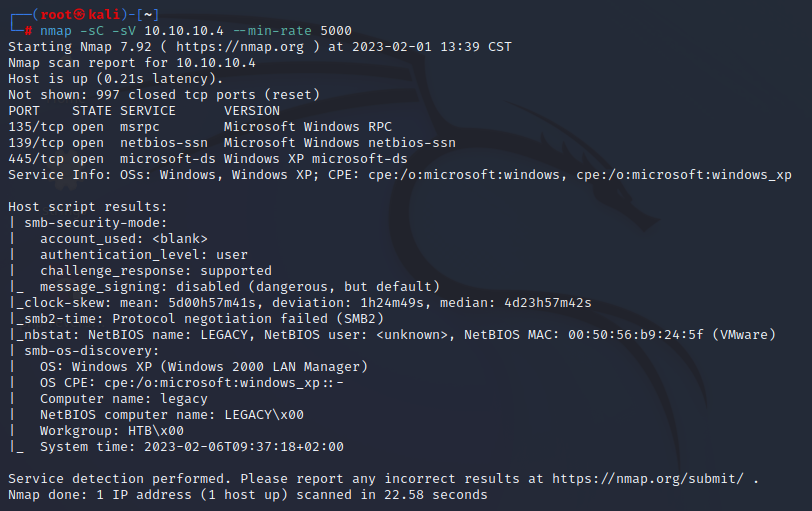 ┌──(root㉿kali)-[~]
└─# nmap -sC -sV 10.10.10.4 --min-rate 5000
Starting Nmap 7.92 ( https://nmap.org ) at 2023-02-01 13:39 CST
Nmap scan report for 10.10.10.4
Host is up (0.21s latency).
Not shown: 997 closed tcp ports (reset)
PORT    STATE SERVICE      VERSION
135/tcp open  msrpc        Microsoft Windows RPC
139/tcp open  netbios-ssn  Microsoft Windows netbios-ssn
445/tcp open  microsoft-ds Windows XP microsoft-ds
Service Info: OSs: Windows, Windows XP; CPE: cpe:/o:microsoft:windows, cpe:/o:microsoft:windows_xp

Host script results:
| smb-security-mode:
|   account_used: <blank>
|   authentication_level: user
|   challenge_response: supported
|_  message_signing: disabled (dangerous, but default)
|_clock-skew: mean: 5d00h57m41s, deviation: 1h24m49s, median: 4d23h57m42s
|_smb2-time: Protocol negotiation failed (SMB2)
|_nbstat: NetBIOS name: LEGACY, NetBIOS user: <unknown>, NetBIOS MAC: 00:50:56:b9:24:5f (VMware)
| smb-os-discovery:
|   OS: Windows XP (Windows 2000 LAN Manager)
|   OS CPE: cpe:/o:microsoft:windows_xp::-
|   Computer name: legacy
|   NetBIOS computer name: LEGACY\x00
|   Workgroup: HTB\x00
|_  System time: 2023-02-06T09:37:18+02:00

Service detection performed. Please report any incorrect results at https://nmap.org/submit/ .
Nmap done: 1 IP address (1 host up) scanned in 22.58 seconds